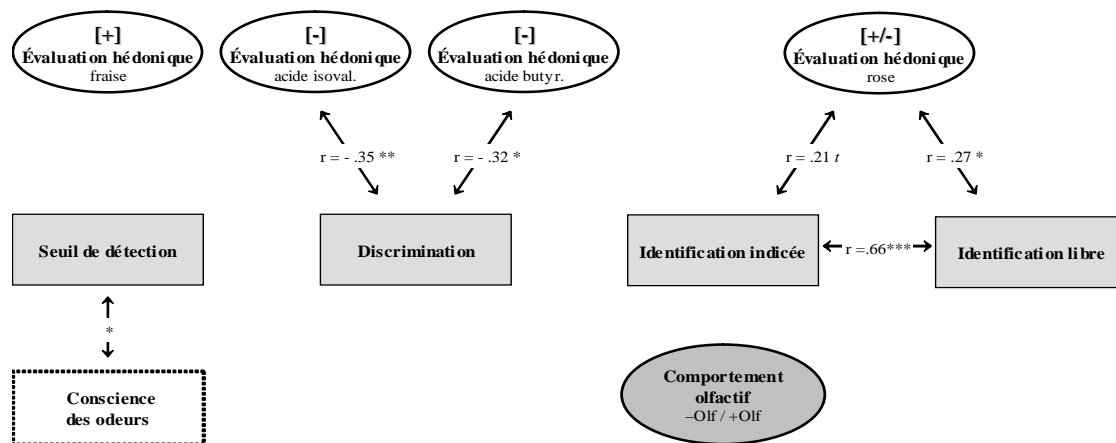 [+]
Évaluation hédonique
fraise
[-]
Évaluation hédonique
acide isoval.
[-]
Évaluation hédonique
acide butyr.
[+/-]
Évaluation hédonique
rose
r = - .35 **
r = - .32 *
r = .21 t
r = .27 *
Seuil de détection
Discrimination
Identification indicée
r =.66***
Identification libre
*
Conscience
des odeurs
Comportement
olfactif
–Olf / +Olf